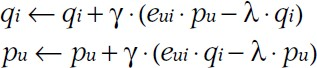 qi ← qi + γ · (eui · pu − λ · qi)
pu ← pu + γ · (eui · qi − λ · pu)